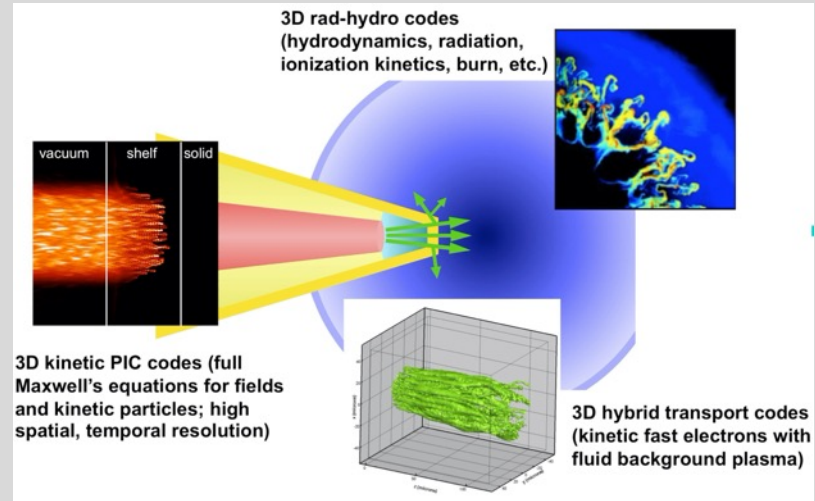 3D rad-hydro codes
(hydrodynamics, radiation,
ionization kinetics, burn, etc.)
vacuum shelf solid
3D kinetic PIC codes (full
Maxwell's equations for fields
and kinetic particles; high
spatial, temporal resolution)
3D hybrid transport codes
(kinetic fast electrons with
fluid background plasma)